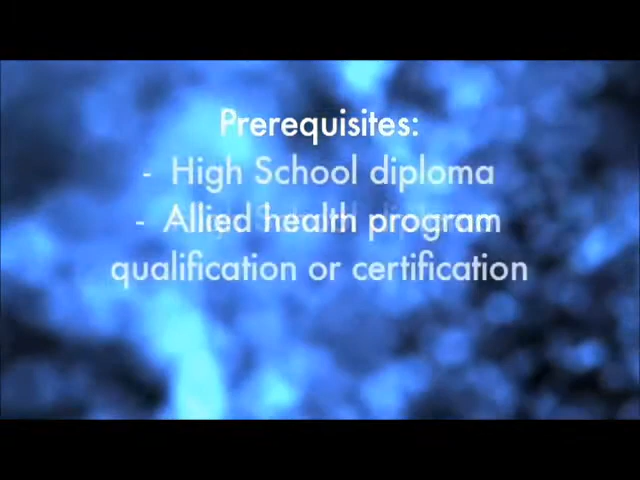 Prerequisites:
- High School diploma
- Allied health program
qualification or certification